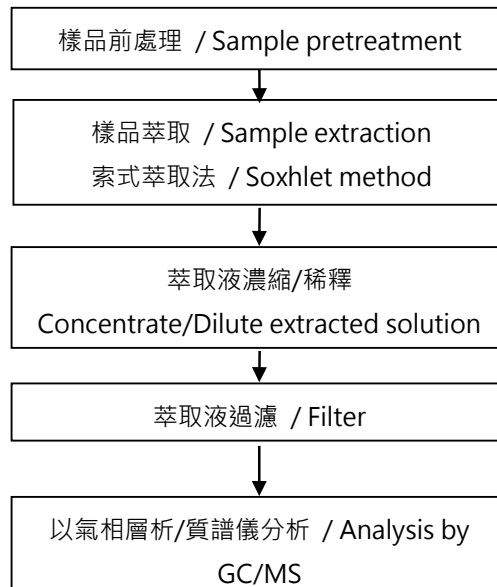 樣品前處理 / Sample pretreatment
樣品萃取 / Sample extraction
索式萃取法 / Soxhlet method
萃取液濃縮/稀釋
Concentrate/Dilute extracted solution
萃取液過濾 / Filter
以氣相層析/質譜儀分析 / Analysis by
GC/MS